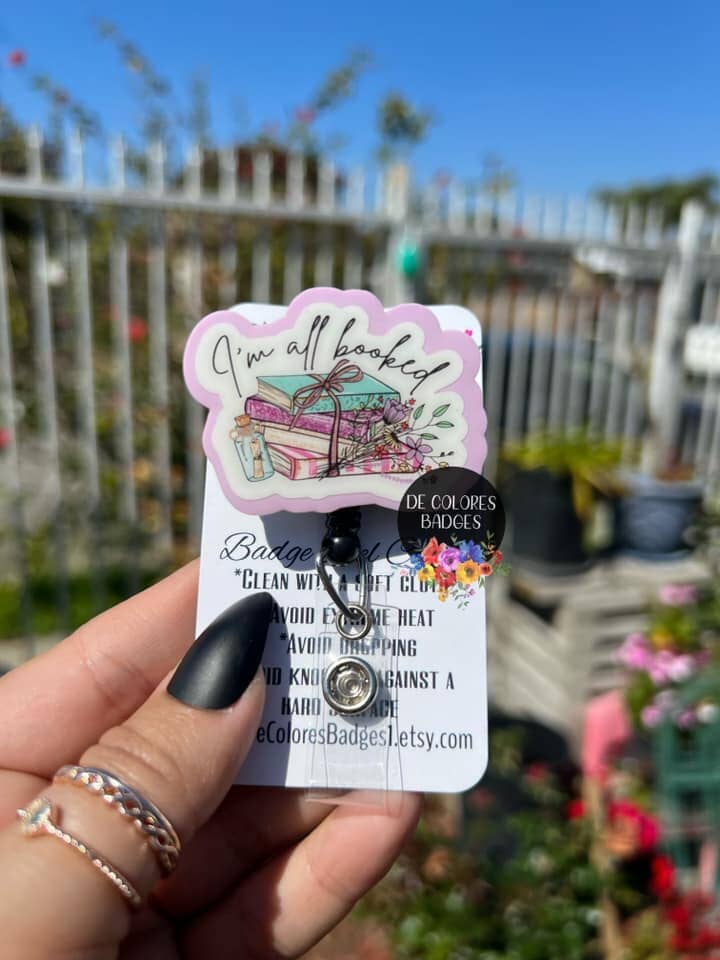 I'm all booked
DE COLORES
BADGES
Badge
*CLEAN WITH A SOFT
AVOID HEAT
*AVOID DROPPING
AGAINST A
HARD SURFACE
eColoresBadges1.etsy.com